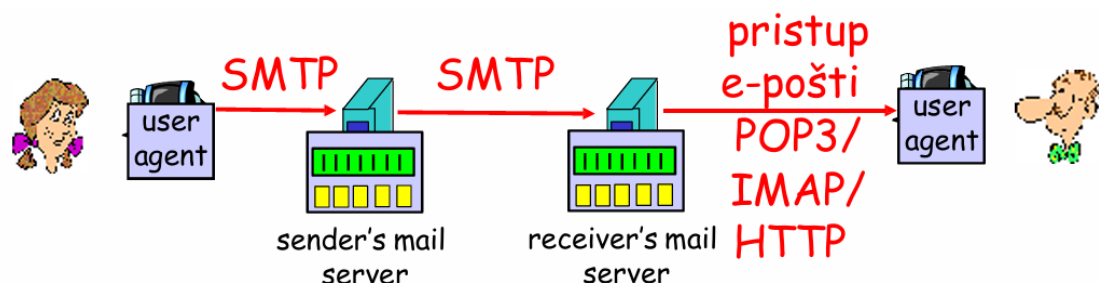 SMTP
SMTP
pristup
e-pošti
POP3/
IMAP/
HTTP
user
agent
user
agent
sender's mail
server
receiver's mail
server